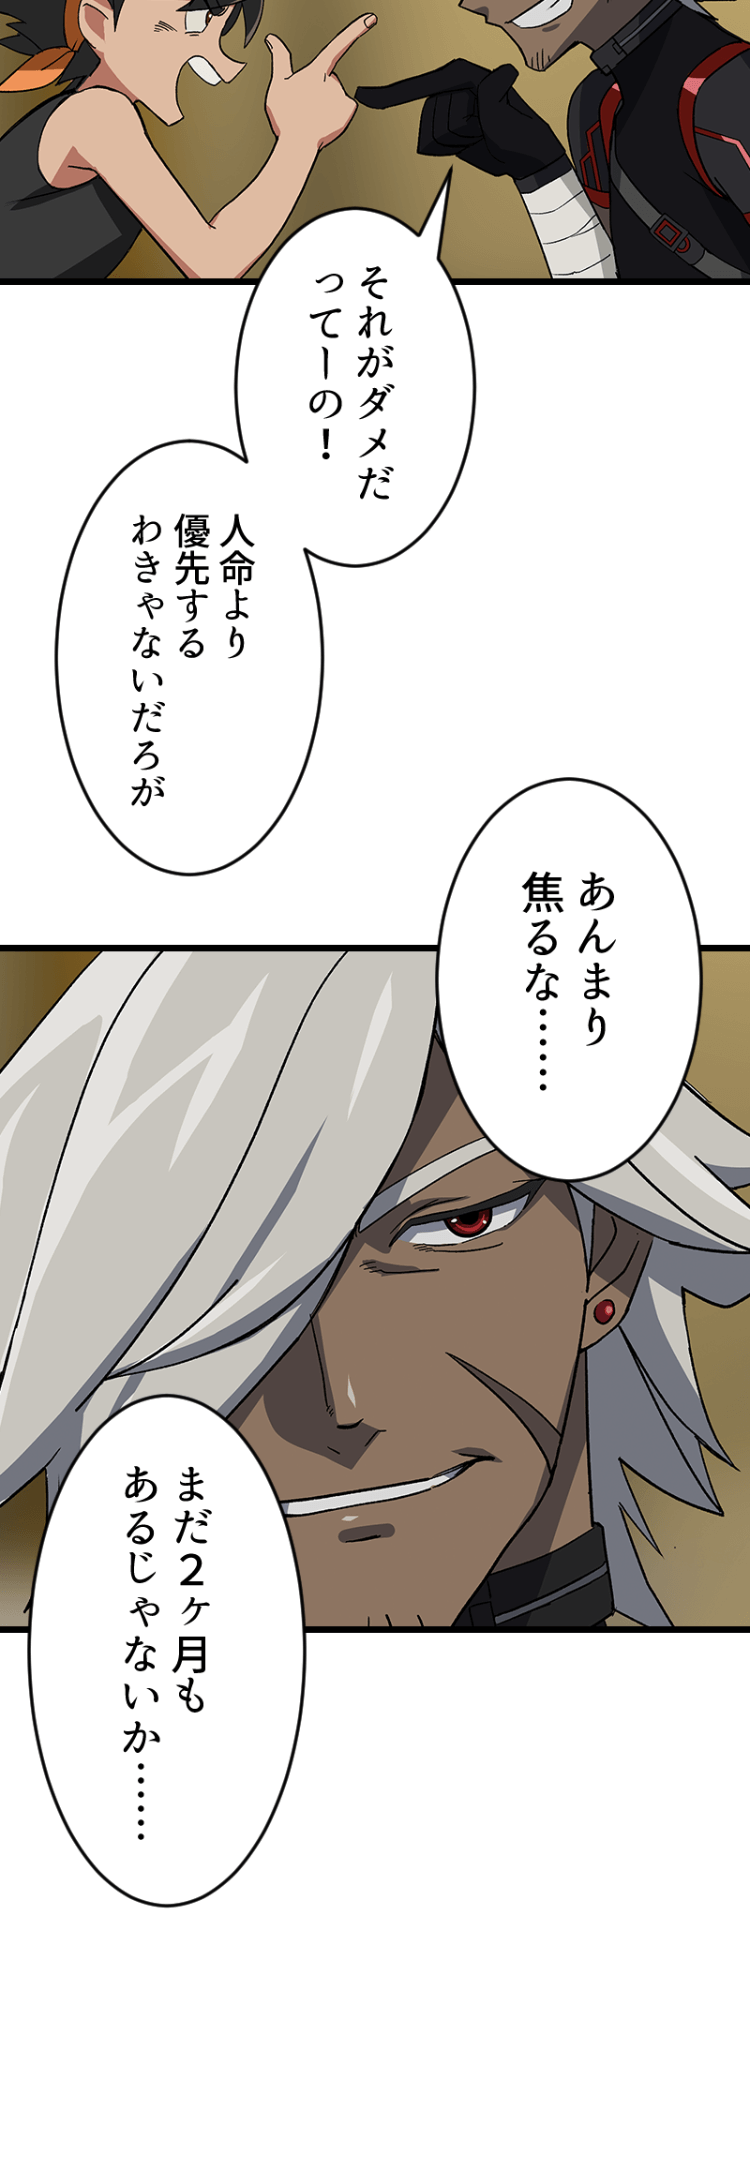 それがダメだ
ってーの！
人命より
優先する
わきゃないだろが
あんまり
焦るな……
まだ２ヶ月も
あるじゃないか……